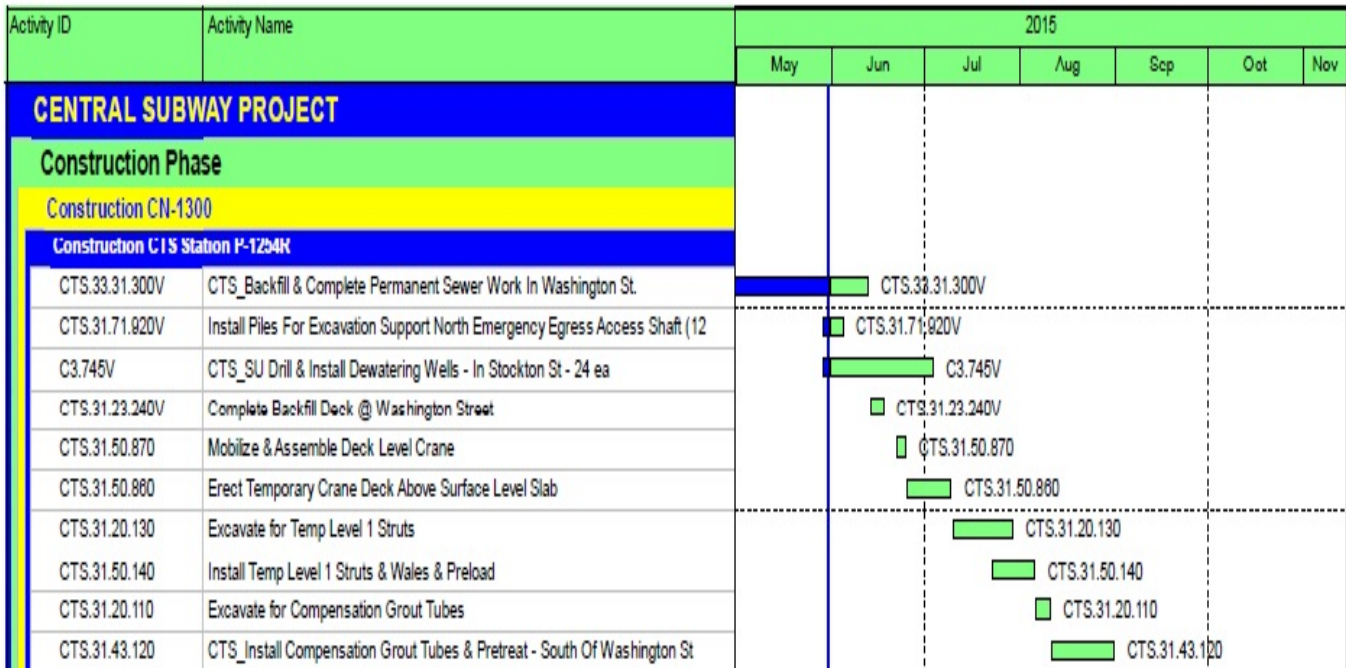 Activity ID Activity Name 2015
May Jun Jul Aug Sep Oct Nov
CENTRAL SUBWAY PROJECT
Construction Phase
Construction CN-1300
Construction CTS Station P-1254R
CTS.33.31.300V CTS_Backfill & Complete Permanent Sewer Work In Washington St. CTS.33.31.300V
CTS.31.71.920V Install Piles For Excavation Support North Emergency Egress Access Shaft (12 CTS.31.71.920V
C3.745V CTS_SU Drill & Install Dewatering Wells - In Stockton St - 24 ea C3.745V
CTS.31.23.240V Complete Backfill Deck @ Washington Street CTS.31.23.240V
CTS.31.50.870 Mobilize & Assemble Deck Level Crane CTS.31.50.870
CTS.31.50.860 Erect Temporary Crane Deck Above Surface Level Slab CTS.31.50.860
CTS.31.20.130 Excavate for Temp Level 1 Struts CTS.31.20.130
CTS.31.50.140 Install Temp Level 1 Struts & Wales & Preload CTS.31.50.140
CTS.31.20.110 Excavate for Compensation Grout Tubes CTS.31.20.110
CTS.31.43.120 CTS_Install Compensation Grout Tubes & Pretreat - South Of Washington St CTS.31.43.120